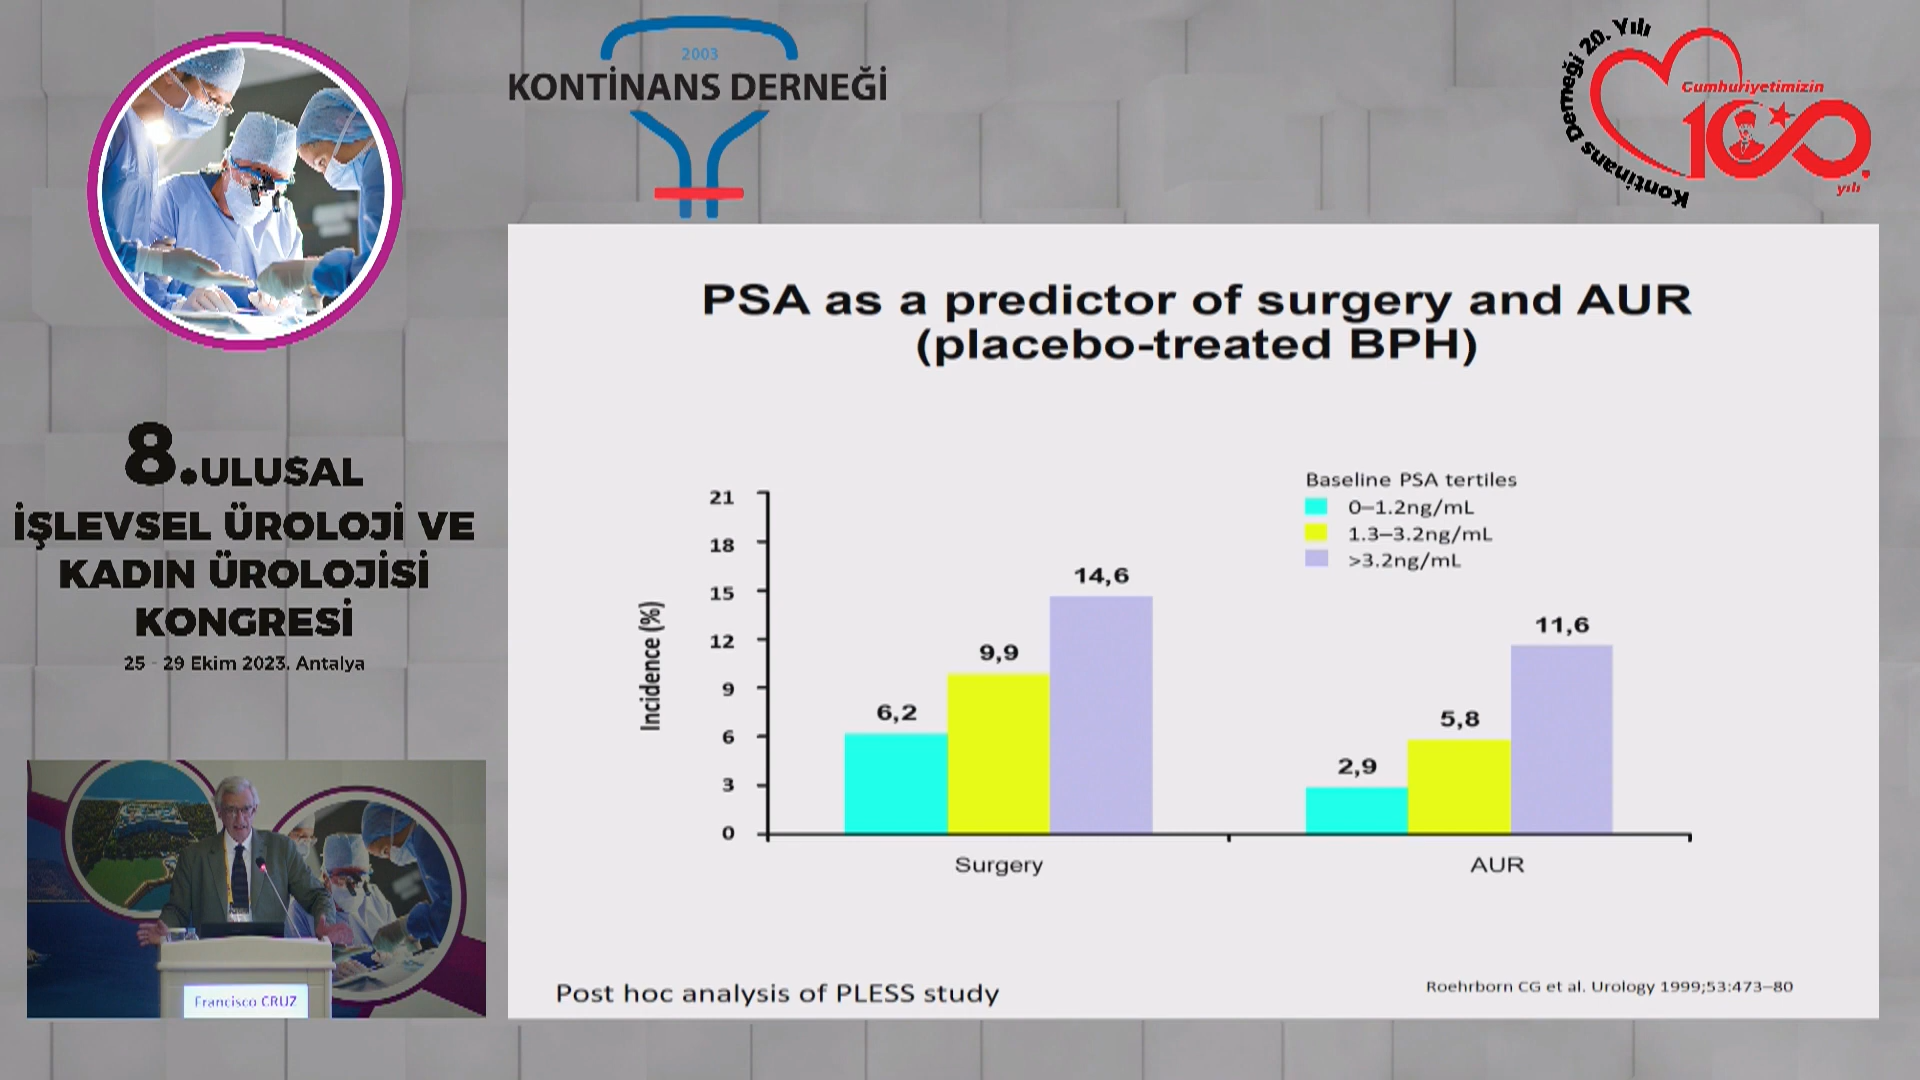 2003
KONTİNANS DERNEĞİ
Kontinans Derneği 20. Yılı
Cumhuriyetimizin
100.
yılı
8.ULUSAL
İŞLEVSEL ÜROLOJİ VE
KADIN ÜROLOJİSİ
KONGRESİ
25 - 29 Ekim 2023. Antalya
Francisco CRUZ
PSA as a predictor of surgery and AUR
(placebo-treated BPH)
Baseline PSA tertiles
0–1.2ng/mL
1.3–3.2ng/mL
>3.2ng/mL
Incidence (%)
21
18
15
12
9
6
3
0
6,2
9,9
14,6
2,9
5,8
11,6
Surgery
AUR
Post hoc analysis of PLESS study
Roehrborn CG et al. Urology 1999;53:473–80